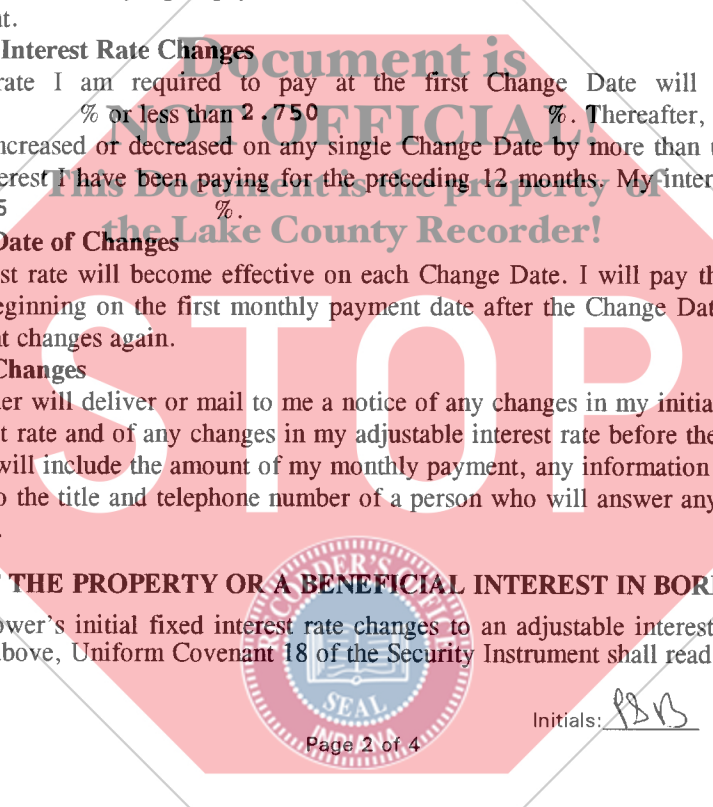 nt.
Interest Rate Changes
rate I am required to pay at the first Change Date will
% or less than 2.750 %. Thereafter,
ncreased or decreased on any single Change Date by more than
erest I have been paying for the preceding 12 months. My inter
5 %.
Date of Changes
st rate will become effective on each Change Date. I will pay th
eginning on the first monthly payment date after the Change Dat
nt changes again.
Changes
er will deliver or mail to me a notice of any changes in my initia
t rate and of any changes in my adjustable interest rate before the
will include the amount of my monthly payment, any information
o the title and telephone number of a person who will answer any
.
THE PROPERTY OR A BENEFICIAL INTEREST IN BOR
ower's initial fixed interest rate changes to an adjustable interest
above, Uniform Covenant 18 of the Security Instrument shall read
Initials:
Page 2 of 4
Document is
NOT OFFICIAL!
This Document is the property of
the Lake County Recorder!
STOP
RECORDER'S OFFICE
SEAL
INDIANA